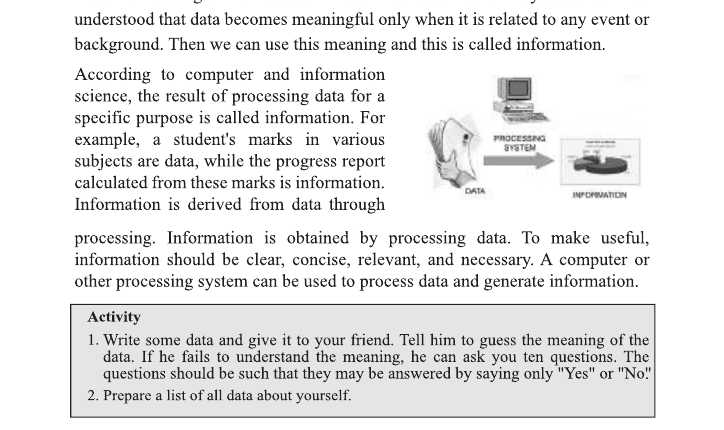 understood that data becomes meaningful only when it is related to any event or
background. Then we can use this meaning and this is called information.
According to computer and information
science, the result of processing data for a
specific purpose is called information. For
example, a student's marks in various
subjects are data, while the progress report
calculated from these marks is information.
Information is derived from data through
PROCESSING
SYSTEM
DATA
INFORMATION
processing. Information is obtained by processing data. To make useful,
information should be clear, concise, relevant, and necessary. A computer or
other processing system can be used to process data and generate information.
Activity
1. Write some data and give it to your friend. Tell him to guess the meaning of the
data. If he fails to understand the meaning, he can ask you ten questions. The
questions should be such that they may be answered by saying only "Yes" or "No."
2. Prepare a list of all data about yourself.